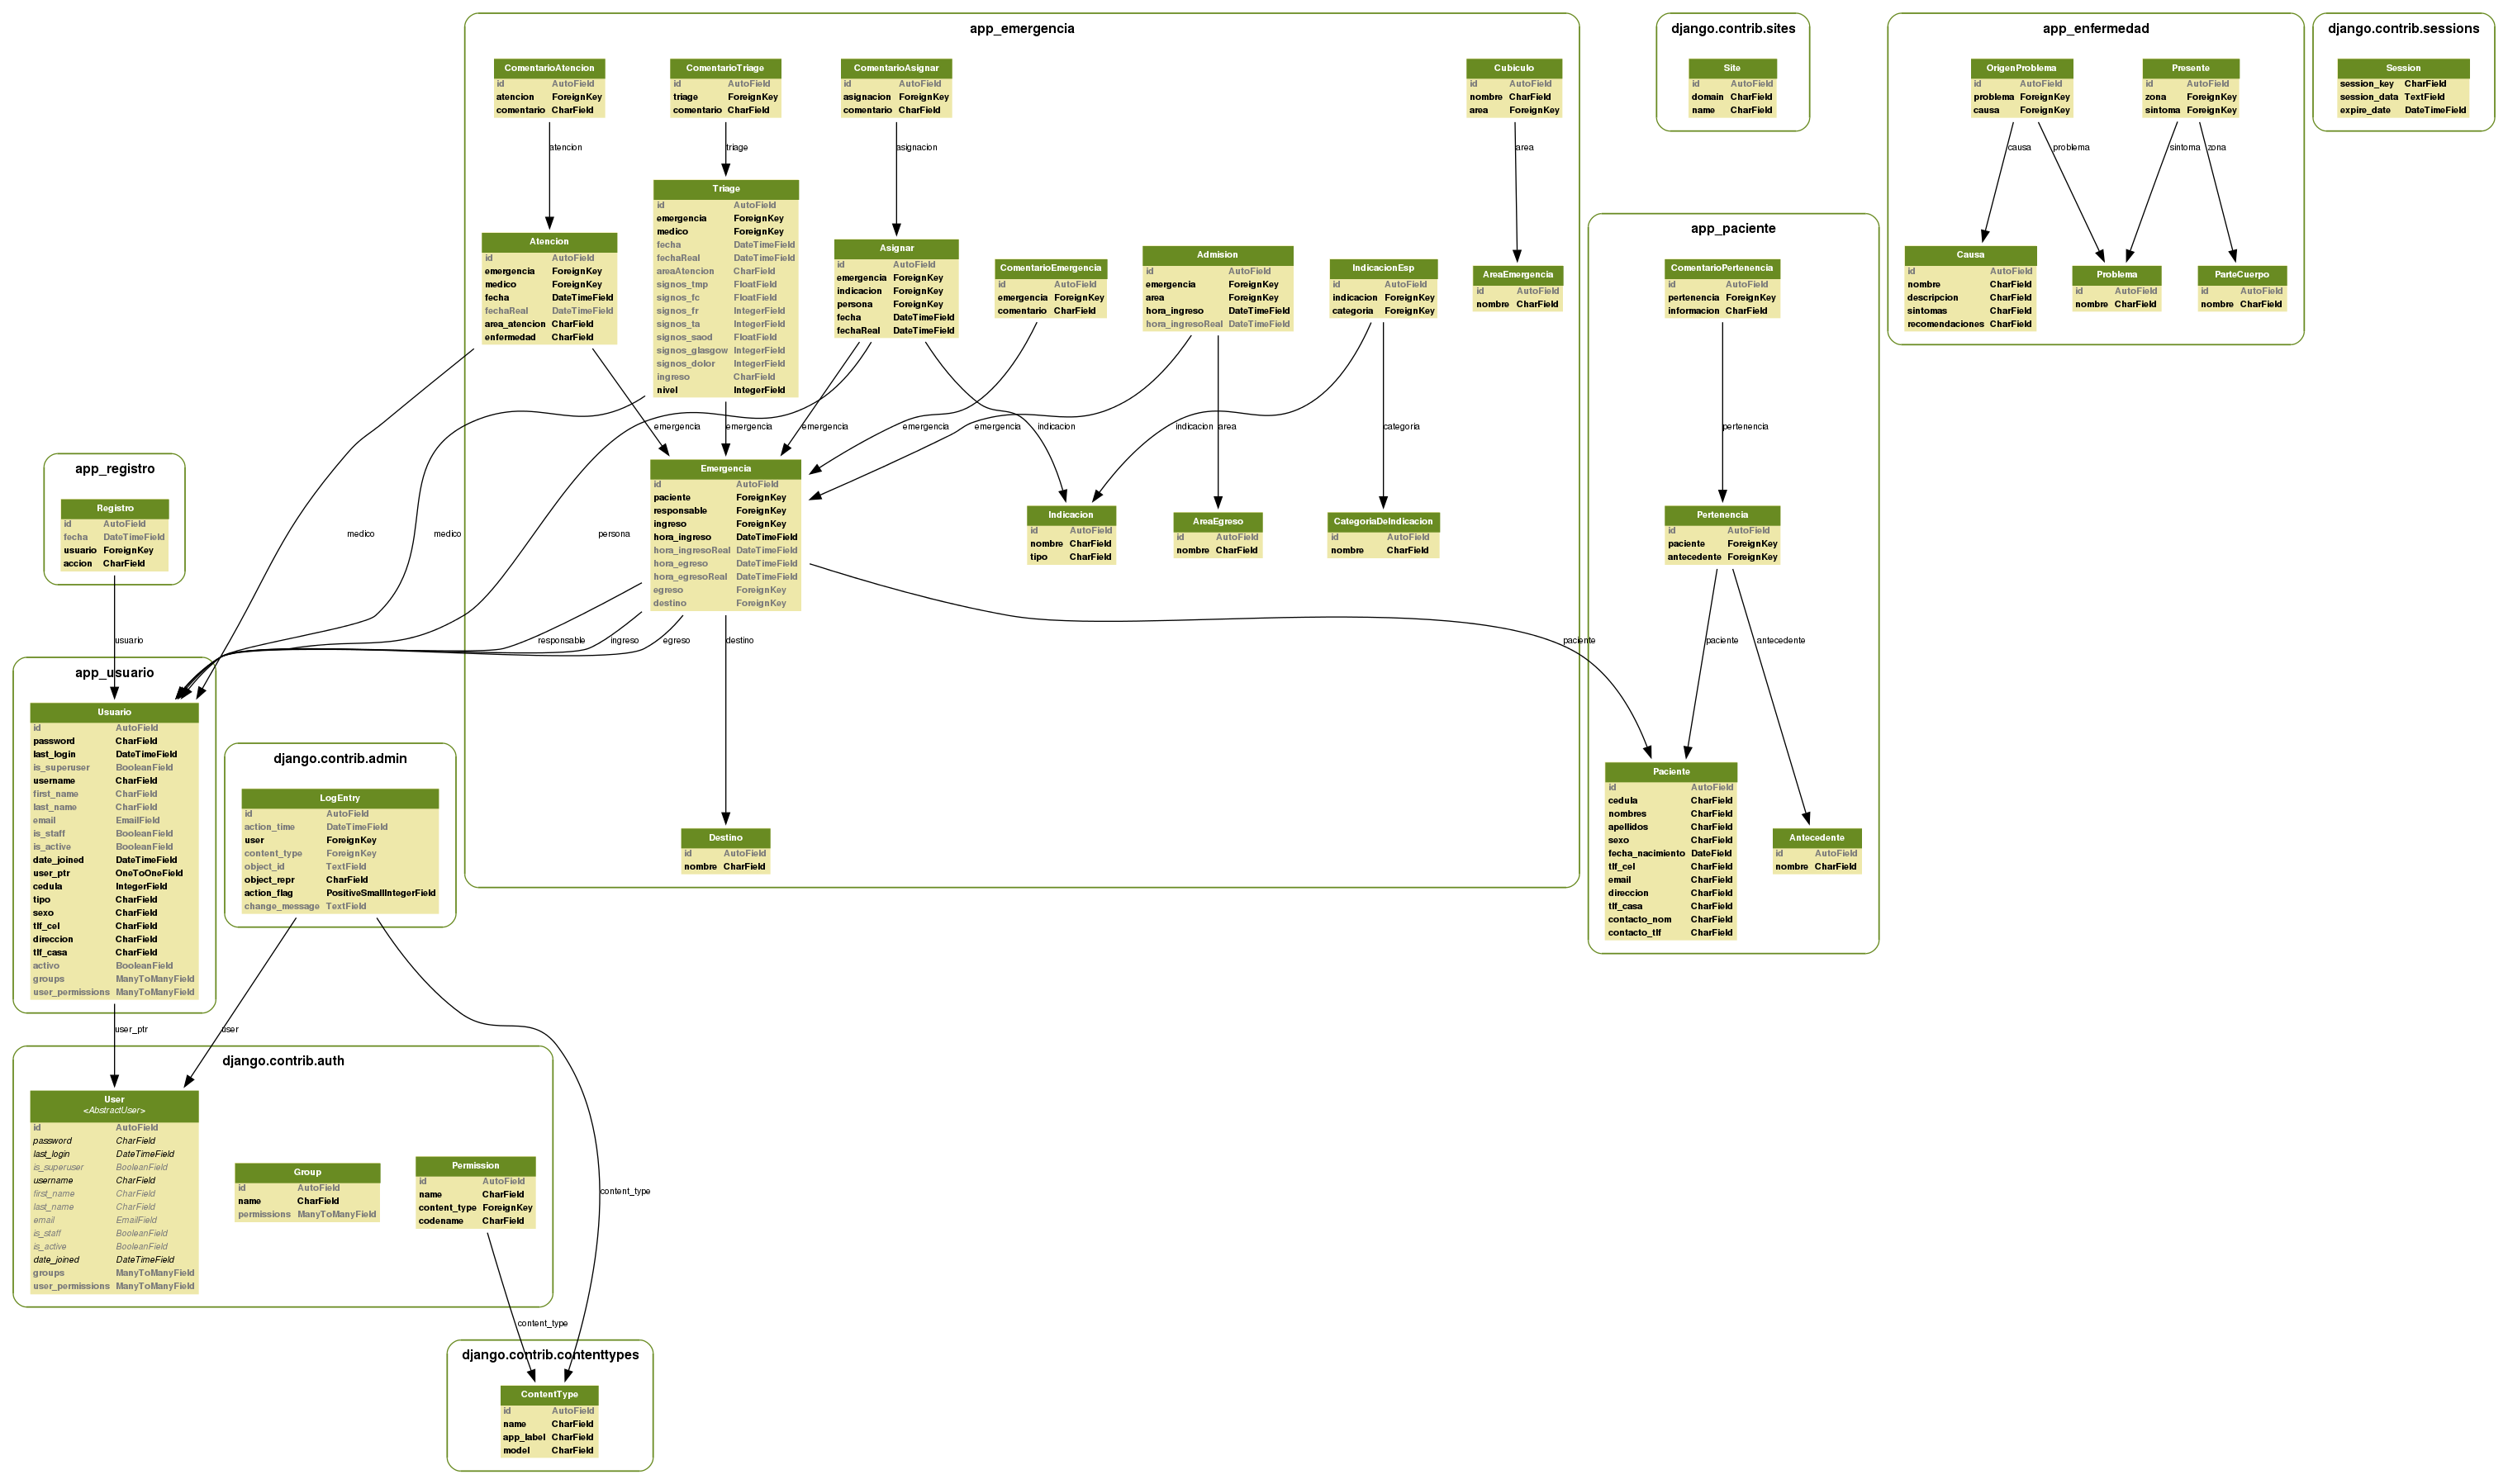 app_emergencia
ComentarioAtencion
id AutoField
atencion ForeignKey
comentario CharField
ComentarioTriage
id AutoField
triage ForeignKey
comentario CharField
ComentarioAsignar
id AutoField
asignacion ForeignKey
comentario CharField
Cubiculo
id AutoField
nombre CharField
area ForeignKey
atencion
triage
asignacion
area
Atencion
id AutoField
emergencia ForeignKey
medico ForeignKey
fecha DateTimeField
fechaReal DateTimeField
area_atencion CharField
enfermedad CharField
Triage
id AutoField
emergencia ForeignKey
medico ForeignKey
fecha DateTimeField
fechaReal DateTimeField
areaAtencion CharField
signos_tmp FloatField
signos_fc FloatField
signos_fr IntegerField
signos_ta IntegerField
signos_saod FloatField
signos_glasgow IntegerField
signos_dolor IntegerField
ingreso CharField
nivel IntegerField
Asignar
id AutoField
emergencia ForeignKey
indicacion ForeignKey
persona ForeignKey
fecha DateTimeField
fechaReal DateTimeField
ComentarioEmergencia
id AutoField
emergencia ForeignKey
comentario CharField
Admision
id AutoField
emergencia ForeignKey
area ForeignKey
hora_ingreso DateTimeField
hora_ingresoReal DateTimeField
IndicacionEsp
id AutoField
indicacion ForeignKey
categoria ForeignKey
AreaEmergencia
id AutoField
nombre CharField
emergencia
emergencia
emergencia
emergencia
emergencia
indicacion
indicacion
area
categoria
medico
medico
persona
Emergencia
id AutoField
paciente ForeignKey
responsable ForeignKey
ingreso ForeignKey
hora_ingreso DateTimeField
hora_ingresoReal DateTimeField
hora_egreso DateTimeField
hora_egresoReal DateTimeField
egreso ForeignKey
destino ForeignKey
Indicacion
id AutoField
nombre CharField
tipo CharField
AreaEgreso
id AutoField
nombre CharField
CategoriaDeIndicacion
id AutoField
nombre CharField
responsable
ingreso
egreso
destino
paciente
Destino
id AutoField
nombre CharField
django.contrib.sites
Site
id AutoField
domain CharField
name CharField
app_enfermedad
OrigenProblema
id AutoField
problema ForeignKey
causa ForeignKey
Presente
id AutoField
zona ForeignKey
sintoma ForeignKey
causa
problema
sintoma
zona
Causa
id AutoField
nombre CharField
descripcion CharField
sintomas CharField
recomendaciones CharField
Problema
id AutoField
nombre CharField
ParteCuerpo
id AutoField
nombre CharField
django.contrib.sessions
Session
session_key CharField
session_data TextField
expire_date DateTimeField
app_paciente
ComentarioPertenencia
id AutoField
pertenencia ForeignKey
informacion CharField
pertenencia
Pertenencia
id AutoField
paciente ForeignKey
antecedente ForeignKey
paciente
antecedente
Paciente
id AutoField
cedula CharField
nombres CharField
apellidos CharField
sexo CharField
fecha_nacimiento DateField
tlf_cel CharField
email CharField
direccion CharField
tlf_casa CharField
contacto_nom CharField
contacto_tlf CharField
Antecedente
id AutoField
nombre CharField
app_registro
Registro
id AutoField
fecha DateTimeField
usuario ForeignKey
accion CharField
usuario
app_usuario
Usuario
id AutoField
password CharField
last_login DateTimeField
is_superuser BooleanField
username CharField
first_name CharField
last_name CharField
email EmailField
is_staff BooleanField
is_active BooleanField
date_joined DateTimeField
user_ptr OneToOneField
cedula IntegerField
tipo CharField
sexo CharField
tlf_cel CharField
direccion CharField
tlf_casa CharField
activo BooleanField
groups ManyToManyField
user_permissions ManyToManyField
django.contrib.admin
LogEntry
id AutoField
action_time DateTimeField
user ForeignKey
content_type ForeignKey
object_id TextField
object_repr CharField
action_flag PositiveSmallIntegerField
change_message TextField
user_ptr
user
django.contrib.auth
User
<AbstractUser>
id AutoField
password CharField
last_login DateTimeField
is_superuser BooleanField
username CharField
first_name CharField
last_name CharField
email EmailField
is_staff BooleanField
is_active BooleanField
date_joined DateTimeField
groups ManyToManyField
user_permissions ManyToManyField
Group
id AutoField
name CharField
permissions ManyToManyField
Permission
id AutoField
name CharField
content_type ForeignKey
codename CharField
content_type
content_type
django.contrib.contenttypes
ContentType
id AutoField
name CharField
app_label CharField
model CharField